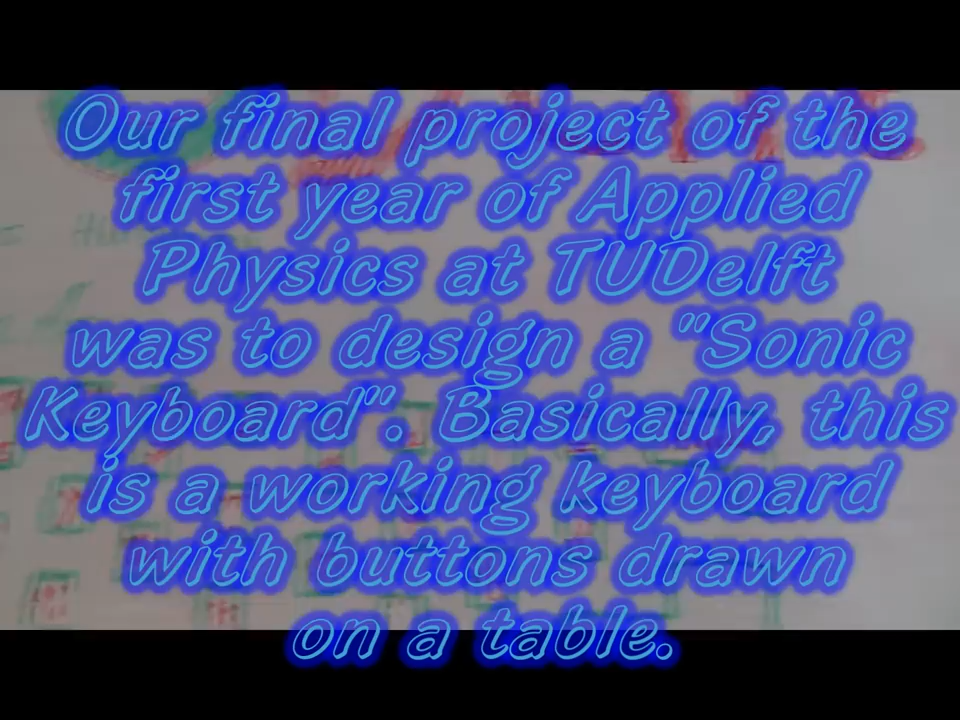 Our final project of the
first year of Applied
Physics at TUDelft
was to design a "Sonic
Keyboard". Basically, this
is a working keyboard
with buttons drawn
on a table.